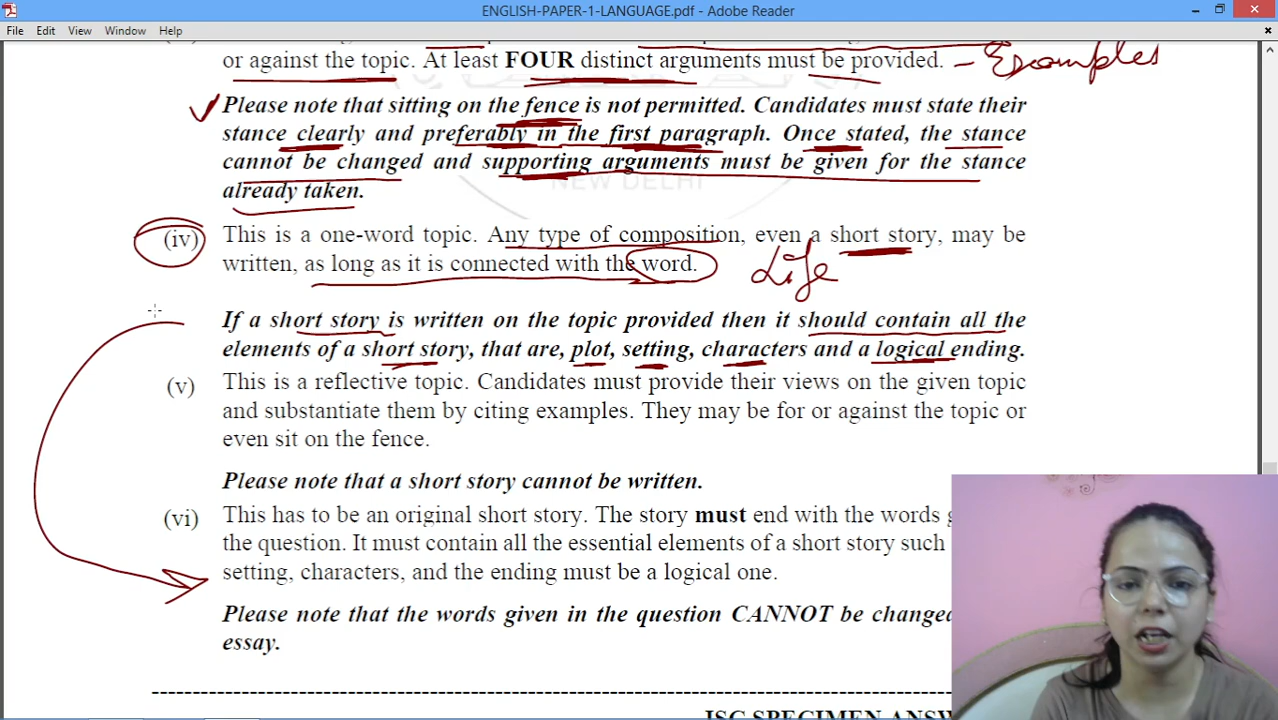 ENGLISH-PAPER-1-LANGUAGE.pdf - Adobe Reader
File Edit View Window Help
or against the topic. At least FOUR distinct arguments must be provided. - Examples
Please note that sitting on the fence is not permitted. Candidates must state their
stance clearly and preferably in the first paragraph. Once stated, the stance
cannot be changed and supporting arguments must be given for the stance
already taken.
NEW DELHI
(iv) This is a one-word topic. Any type of composition, even a short story, may be
written, as long as it is connected with the word. Life
If a short story is written on the topic provided then it should contain all the
elements of a short story, that are, plot, setting, characters and a logical ending.
(v) This is a reflective topic. Candidates must provide their views on the given topic
and substantiate them by citing examples. They may be for or against the topic or
even sit on the fence.
Please note that a short story cannot be written.
(vi) This has to be an original short story. The story must end with the words
the question. It must contain all the essential elements of a short story such
setting, characters, and the ending must be a logical one.
Please note that the words given in the question CANNOT be changed
essay.
JSC SPECIMEN